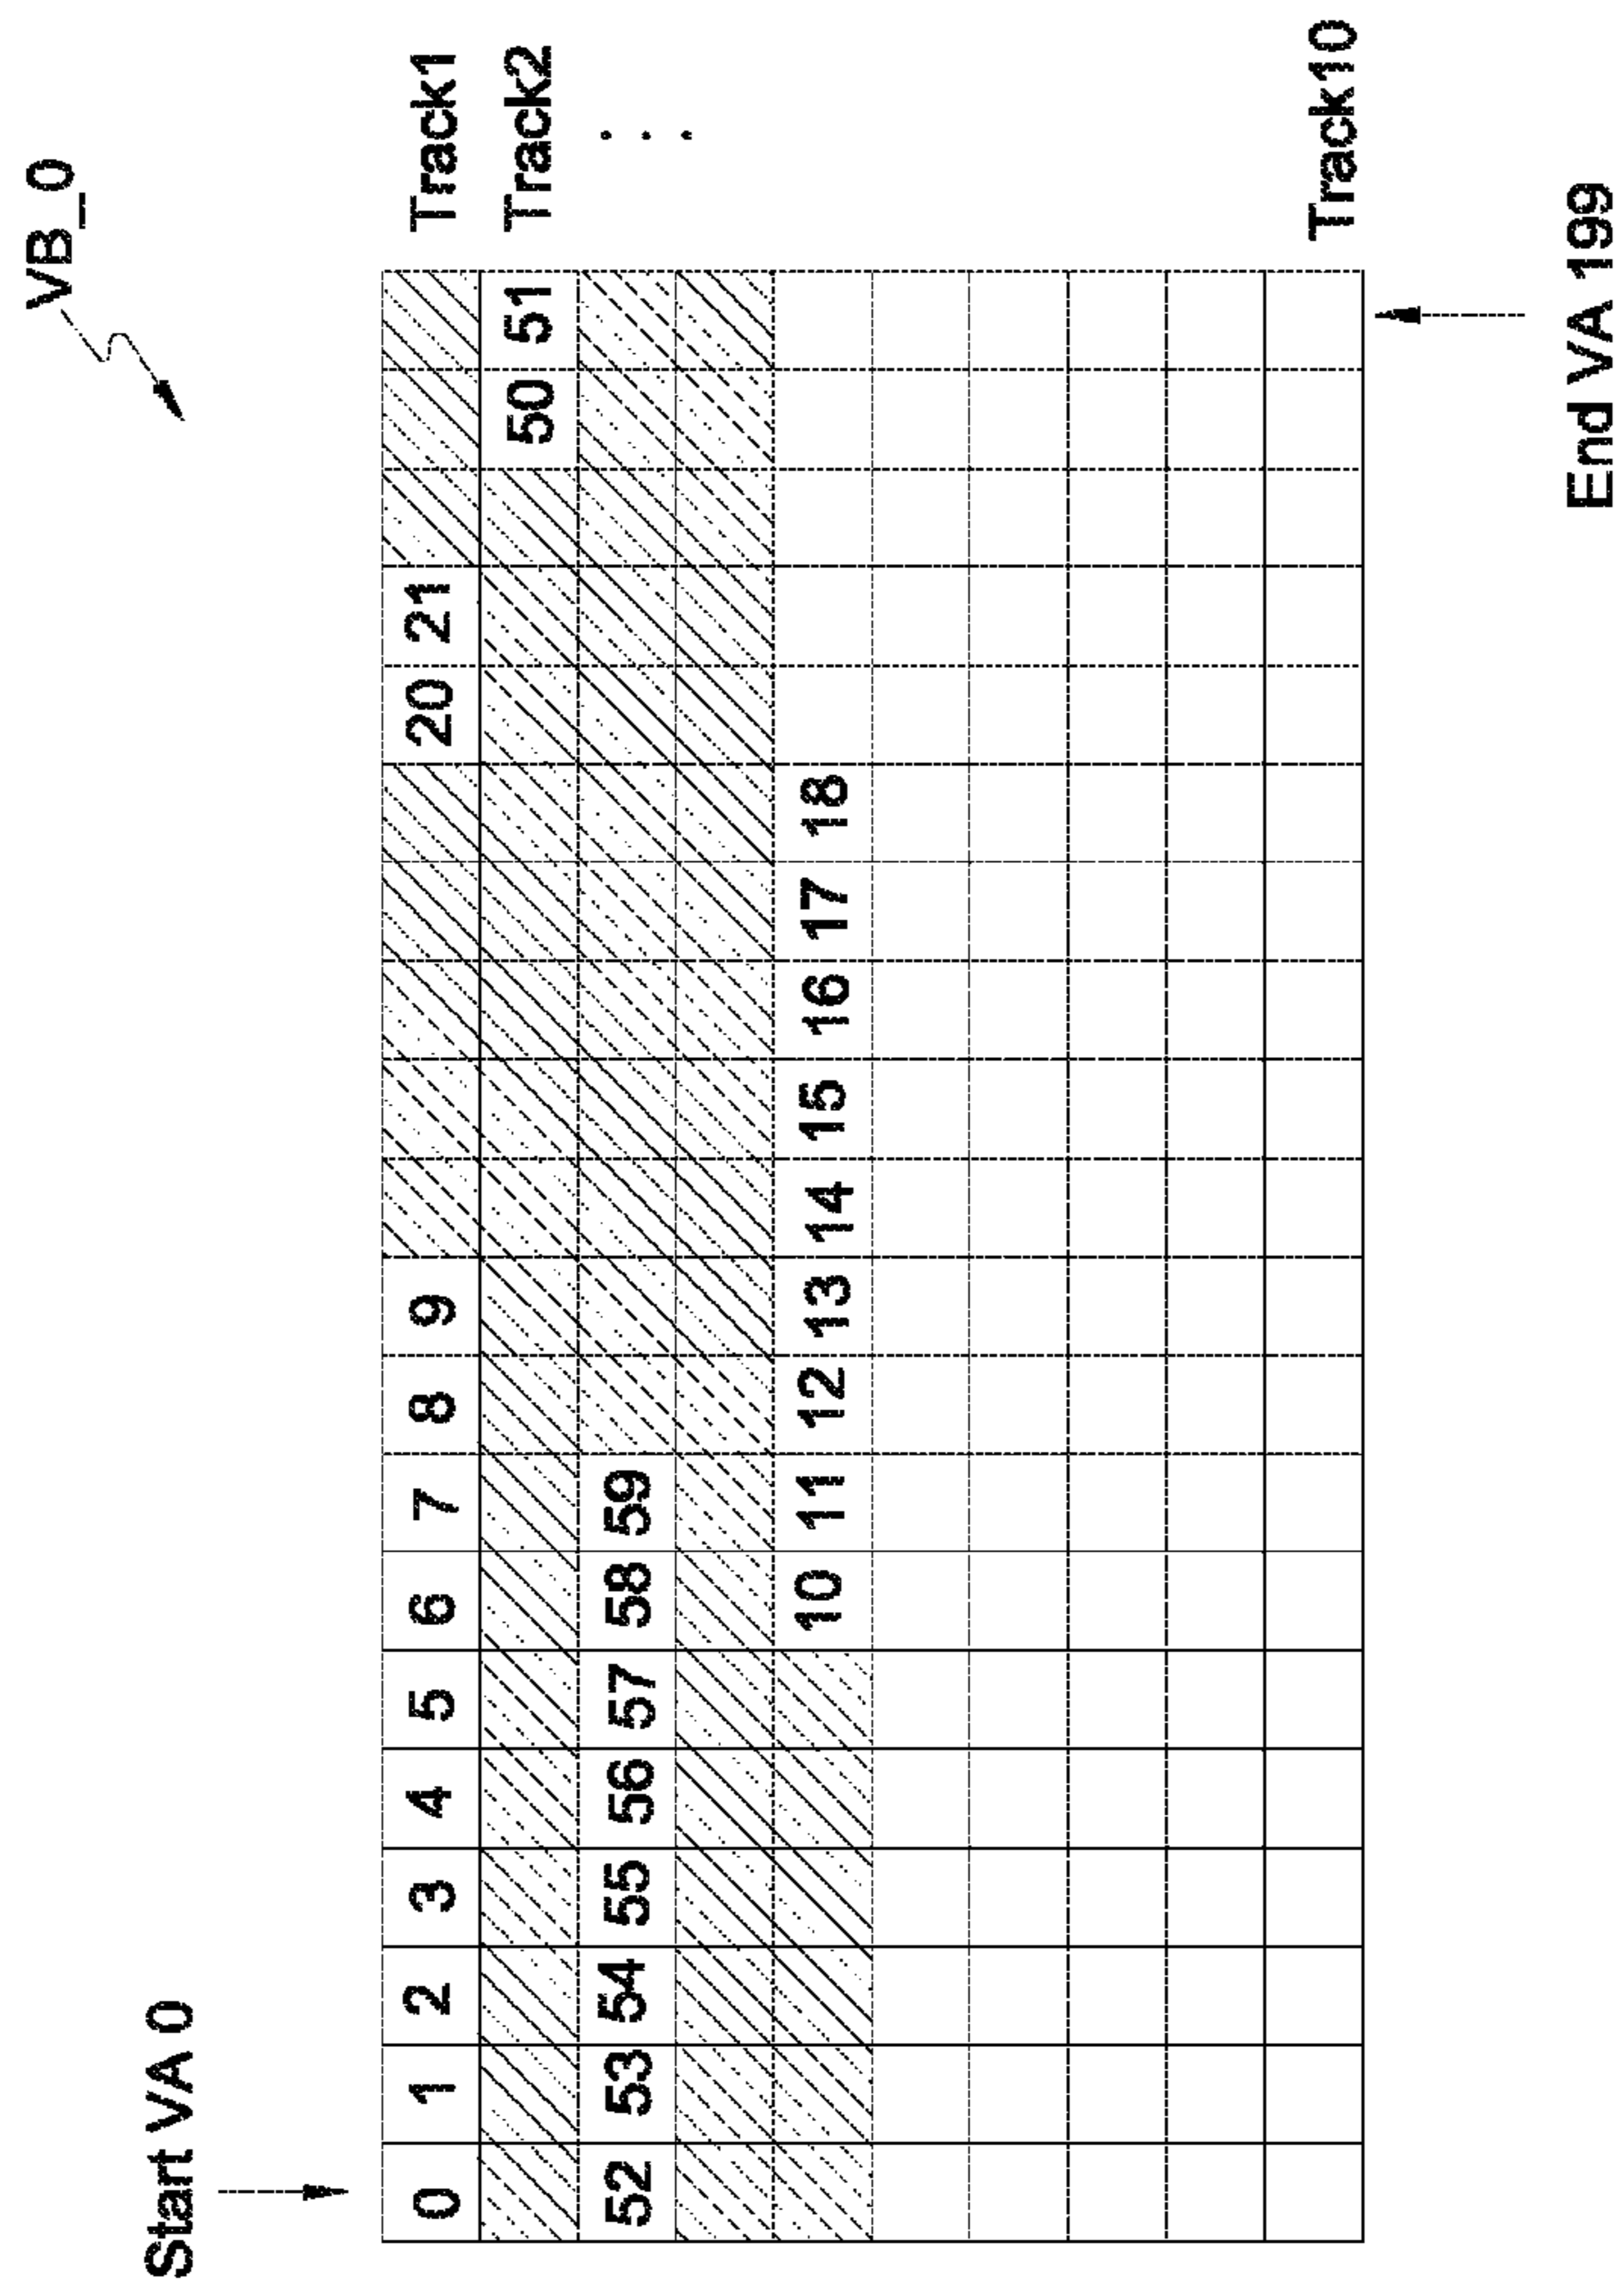 VB_0
Start VA 0
0 1 2 3 4 5 6 7 8 9 20 21 Track1
50 51 Track2
52 53 54 55 56 57 58 59
10 11 12 13 14 15 16 17 18
Track10
End VA 199